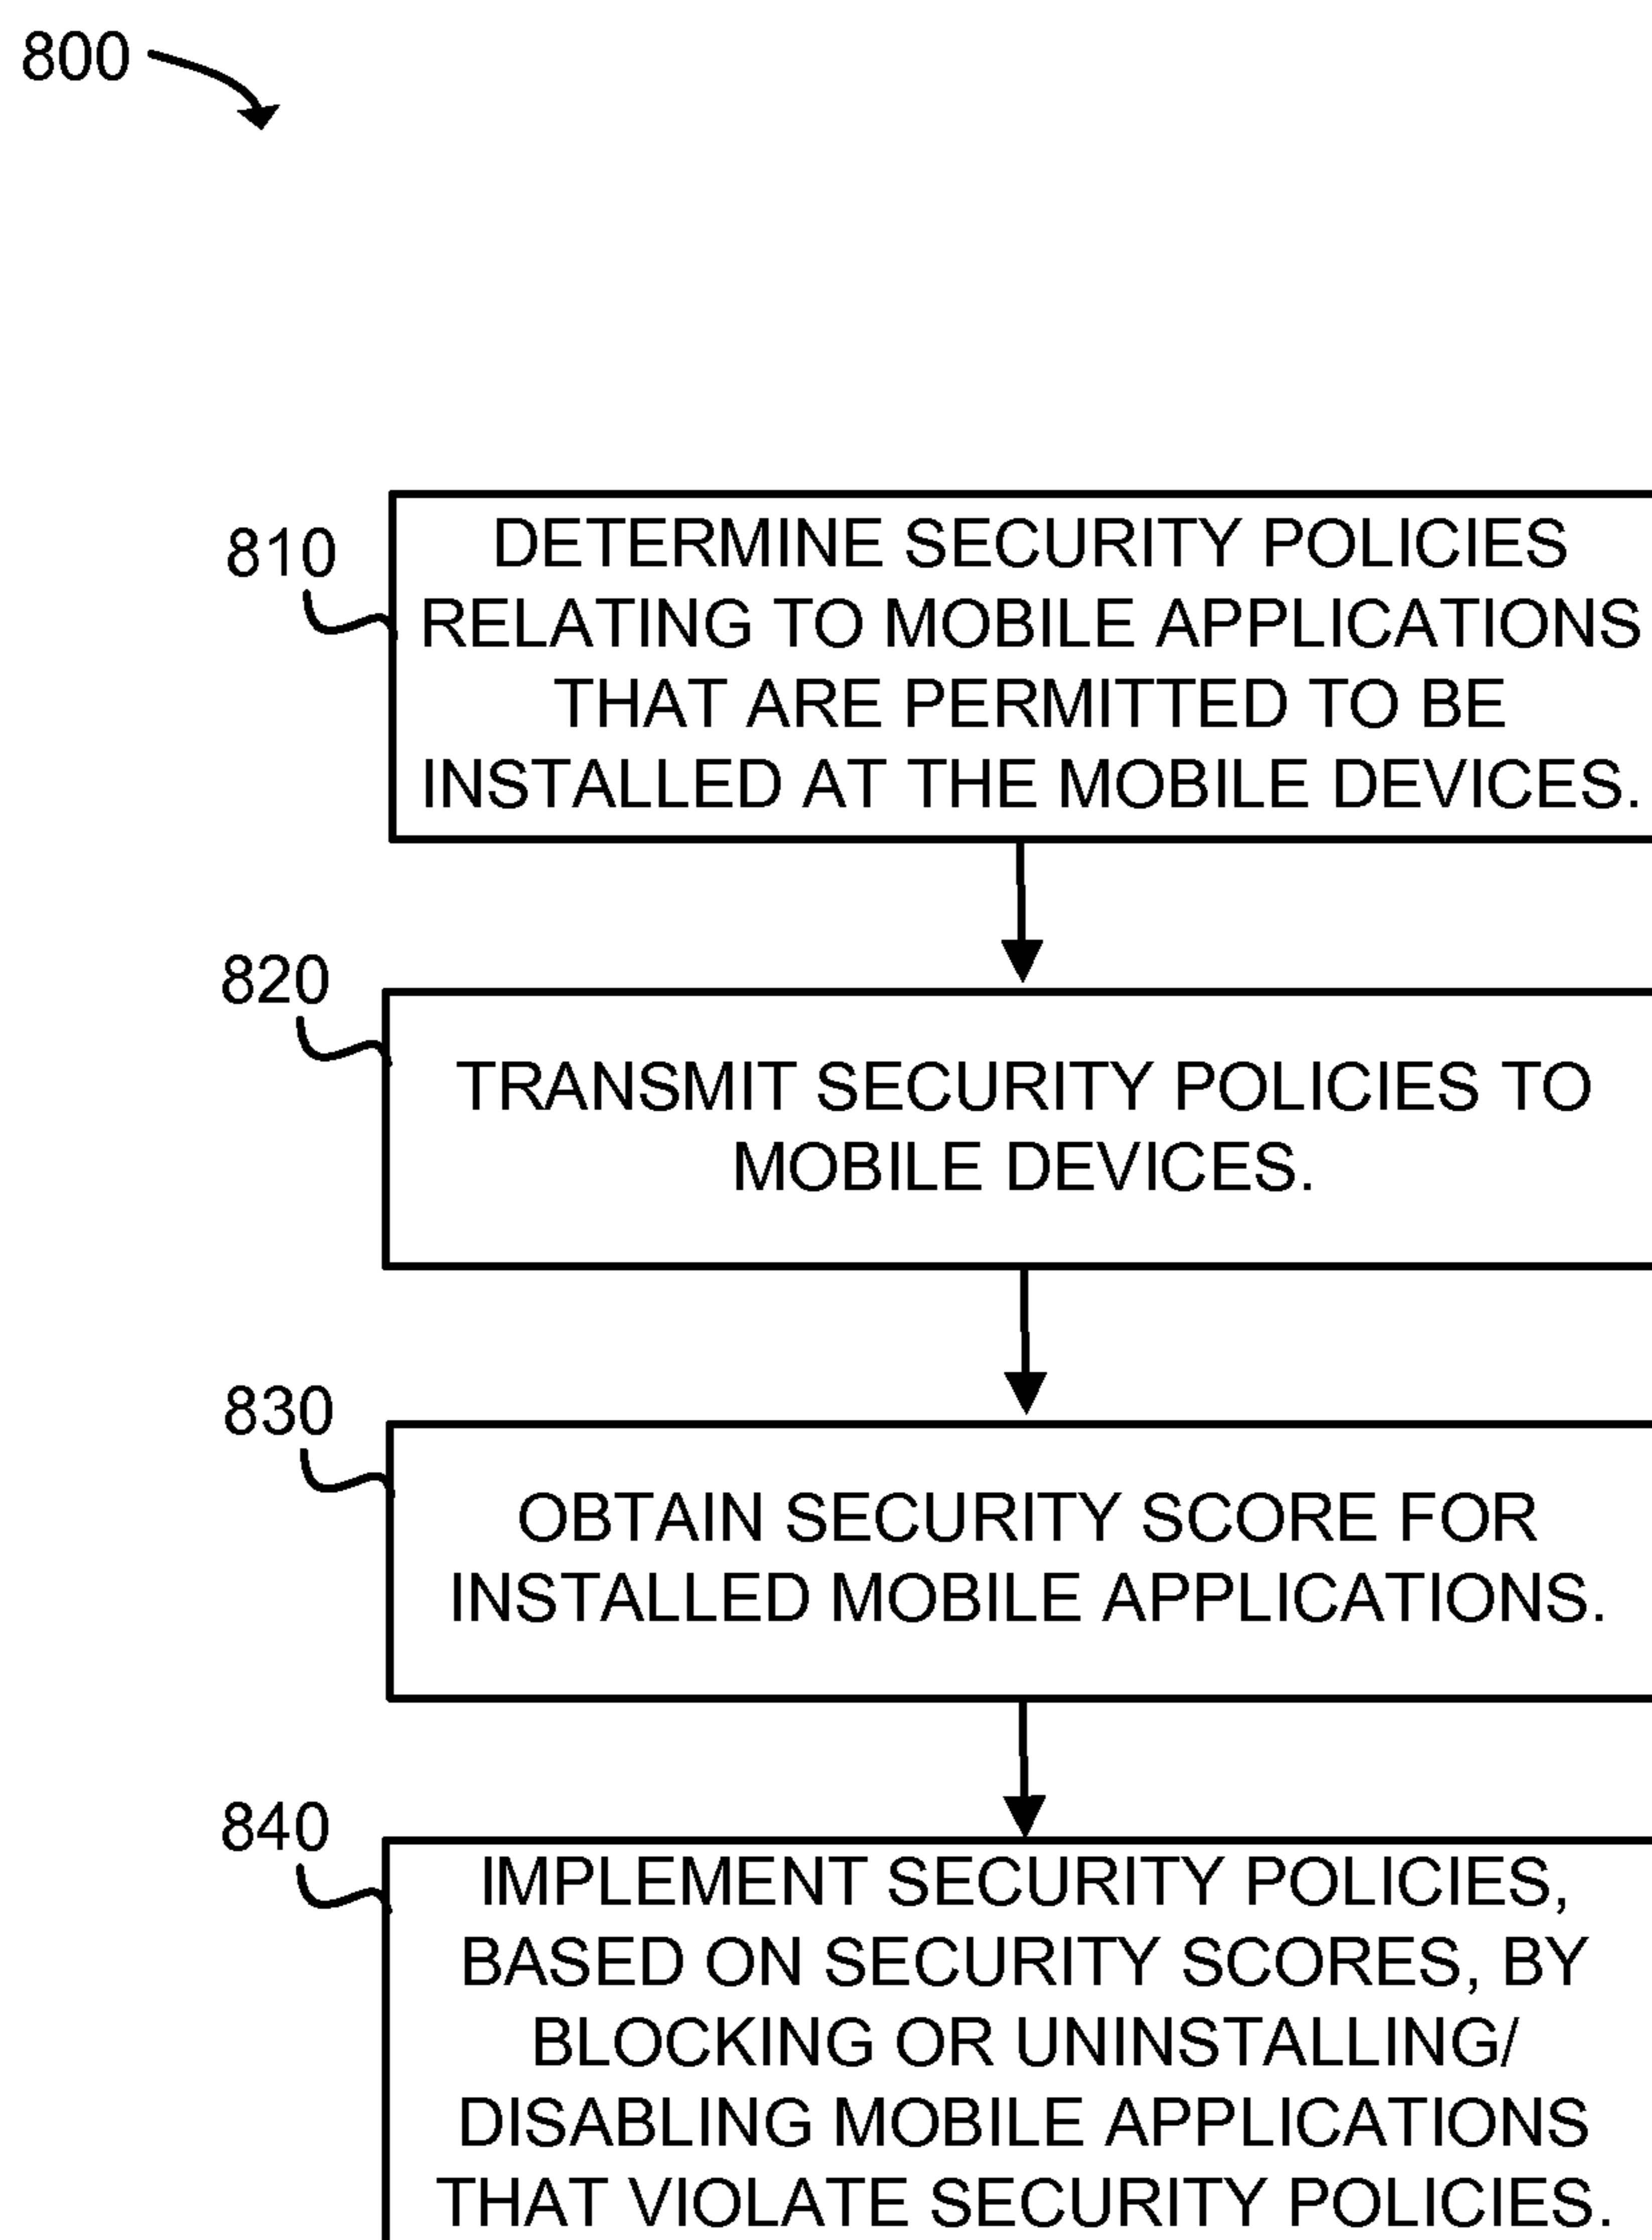 800
810
DETERMINE SECURITY POLICIES
RELATING TO MOBILE APPLICATIONS
THAT ARE PERMITTED TO BE
INSTALLED AT THE MOBILE DEVICES.
820
TRANSMIT SECURITY POLICIES TO
MOBILE DEVICES.
830
OBTAIN SECURITY SCORE FOR
INSTALLED MOBILE APPLICATIONS.
840
IMPLEMENT SECURITY POLICIES,
BASED ON SECURITY SCORES, BY
BLOCKING OR UNINSTALLING/
DISABLING MOBILE APPLICATIONS
THAT VIOLATE SECURITY POLICIES.